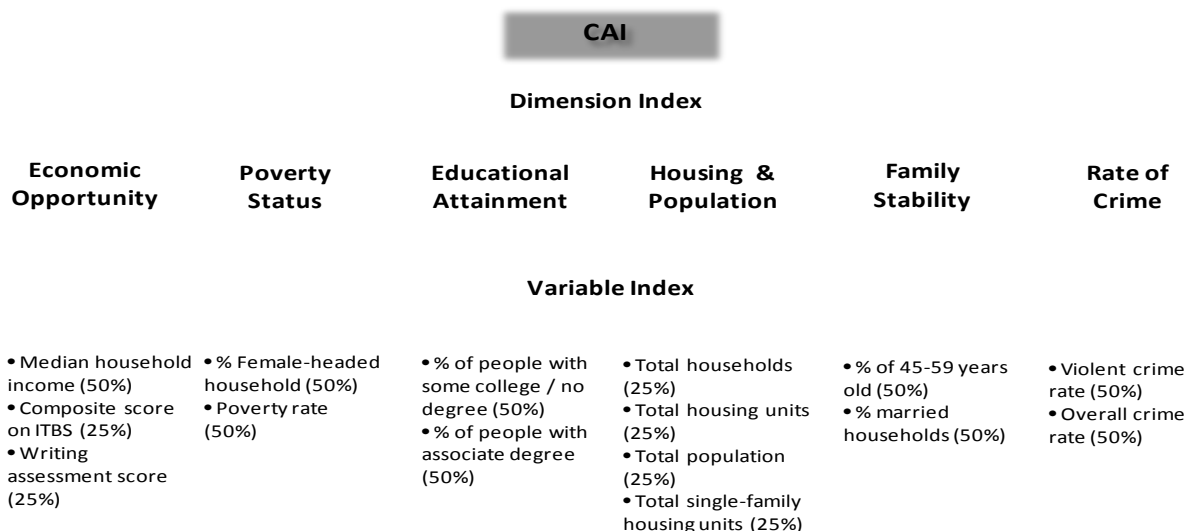 CAI
Dimension Index
Economic
Opportunity
Poverty
Status
Educational
Attainment
Housing &
Population
Family
Stability
Rate of
Crime
Variable Index
• Median household
income (50%)
• Composite score
on ITBS (25%)
• Writing
assessment score
(25%)
• % Female-headed
household (50%)
• Poverty rate
(50%)
• % of people with
some college / no
degree (50%)
• % of people with
associate degree
(50%)
• Total households
(25%)
• Total housing units
(25%)
• Total population
(25%)
• Total single-family
housing units (25%)
• % of 45-59 years
old (50%)
• % married
households (50%)
• Violent crime
rate (50%)
• Overall crime
rate (50%)